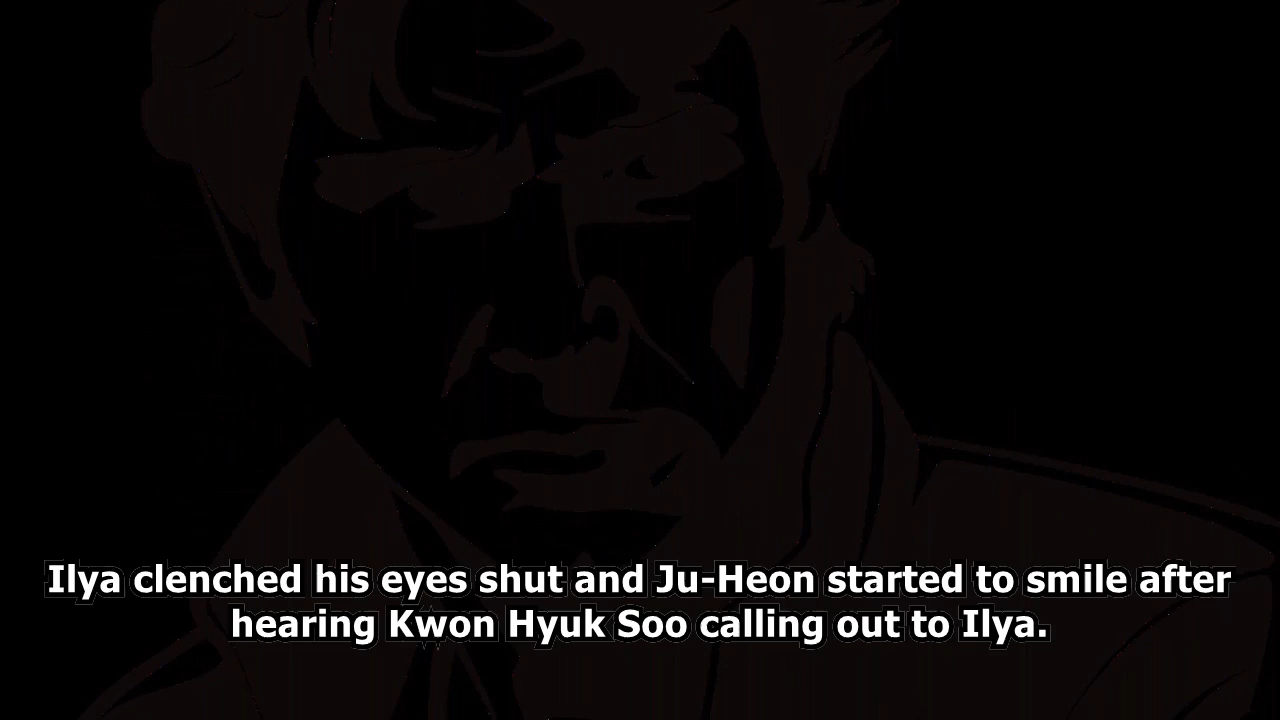 Ilya clenched his eyes shut and Ju-Heon started to smile after
hearing Kwon Hyuk Soo calling out to Ilya.